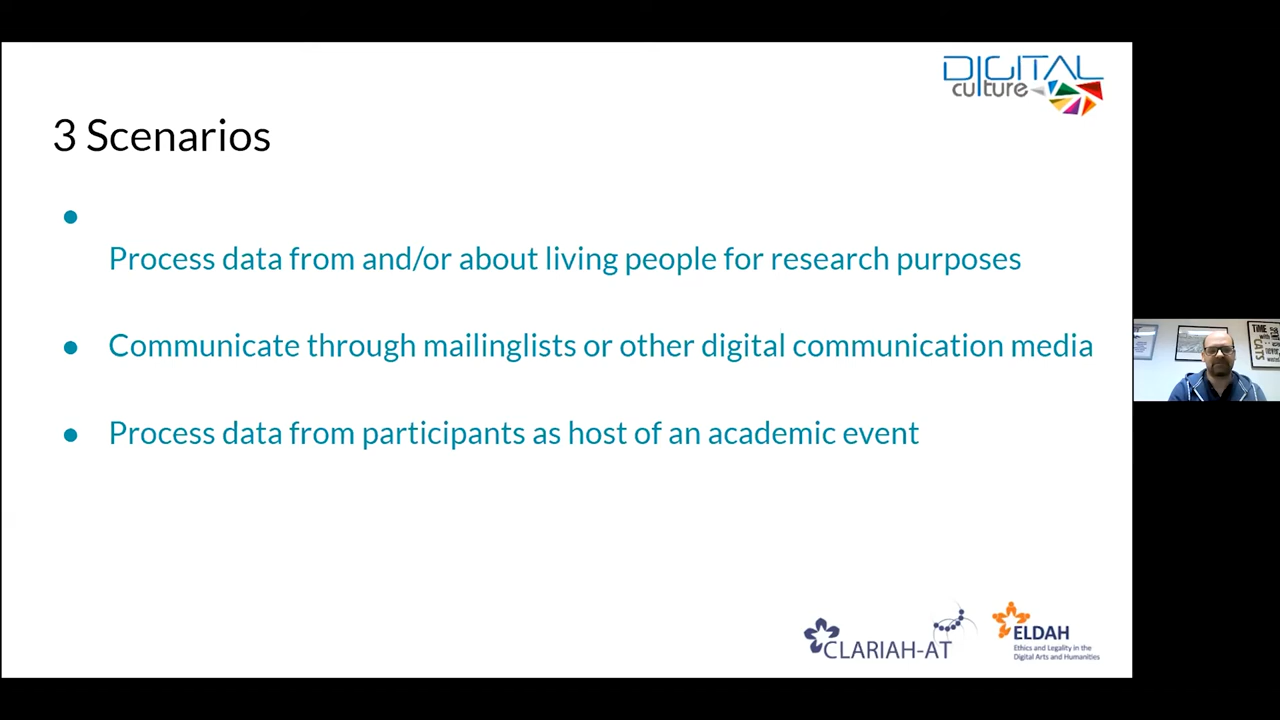 DIGITAL
culture
3 Scenarios
Process data from and/or about living people for research purposes
Communicate through mailinglists or other digital communication media
Process data from participants as host of an academic event
CLARIAH-AT
ELDAH
Ethics and Legality in the
Digital Arts and Humanities
TIME
CATS